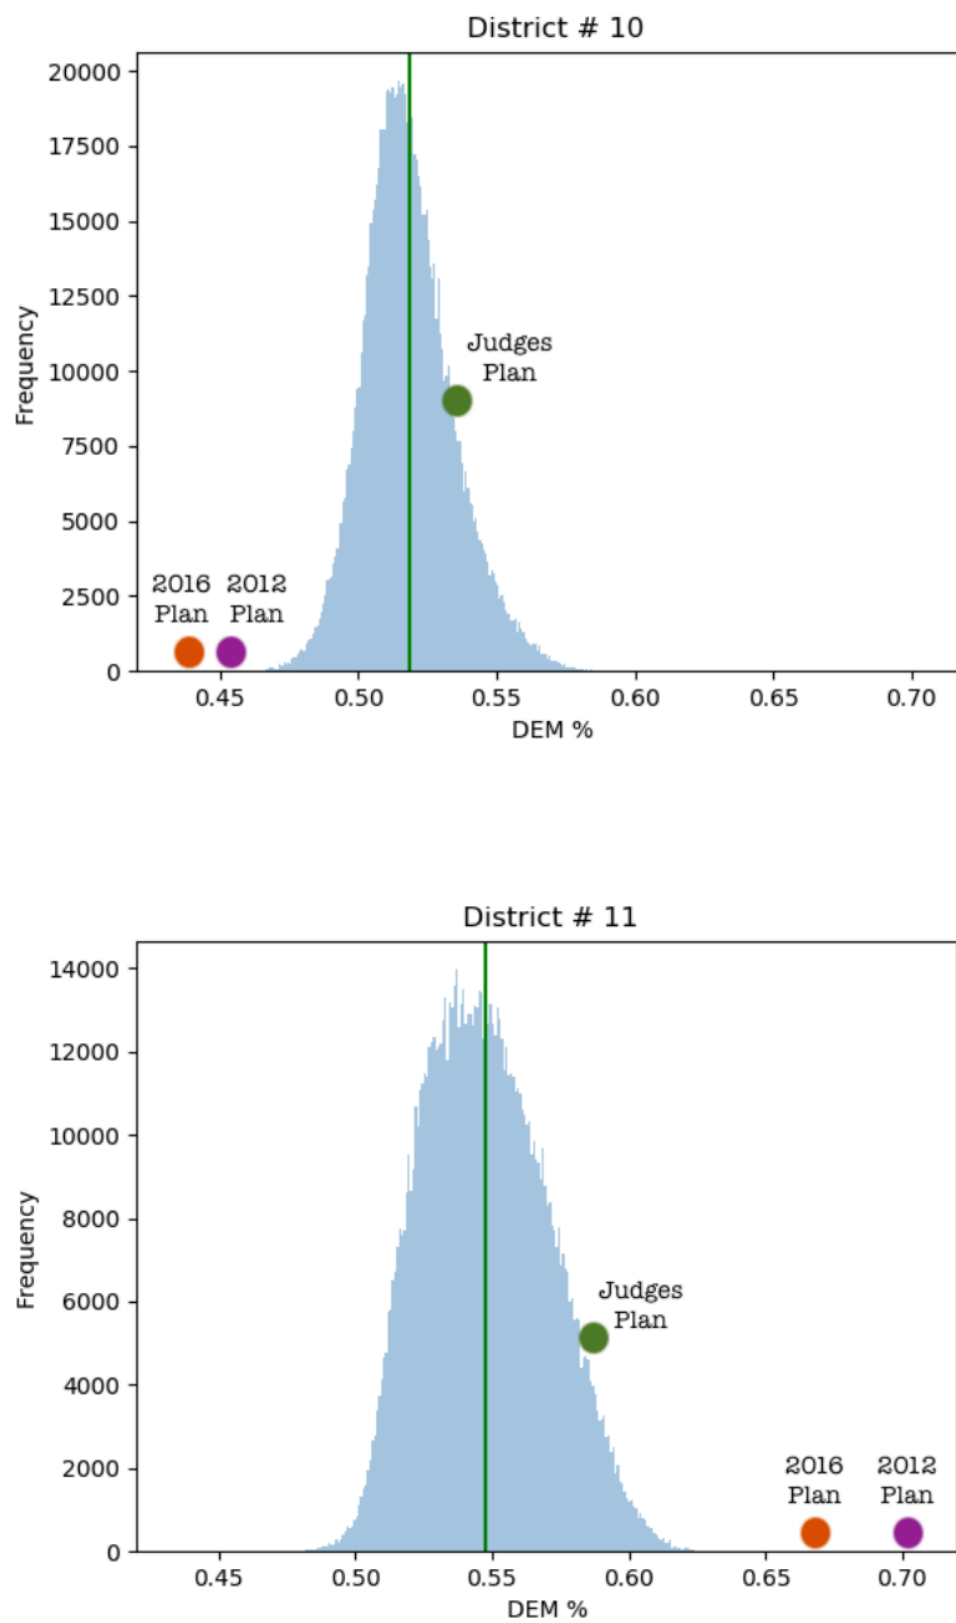 District # 10
20000
17500
15000
12500
10000
7500
5000
2500
0
Frequency
Judges
Plan
2016 2012
Plan Plan
0.45 0.50 0.55 0.60 0.65 0.70
DEM %
District # 11
14000
12000
10000
8000
6000
4000
2000
0
Frequency
Judges
Plan
2016 2012
Plan Plan
0.45 0.50 0.55 0.60 0.65 0.70
DEM %